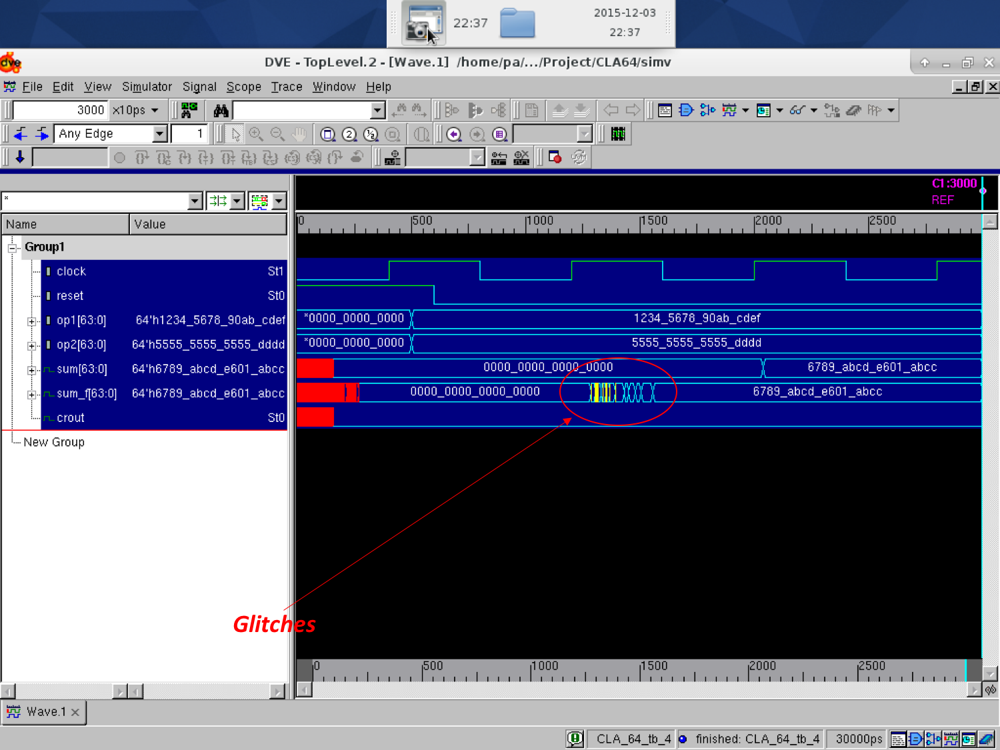 22:37
2015-12-03
22:37
dve
DVE - TopLevel.2 - [Wave.1] /home/pa/.../Project/CLA64/simv
File Edit View Simulator Signal Scope Trace Window Help
3000 x10ps
Any Edge 1
C1:3000
REF
*
Name Value
0 500 1000 1500 2000 2500
Group1
clock St1
reset St0
op1[63:0] 64'h1234_5678_90ab_cdef *0000_0000_0000 1234_5678_90ab_cdef
op2[63:0] 64'h5555_5555_5555_dddd *0000_0000_0000 5555_5555_5555_dddd
sum[63:0] 64'h6789_abcd_e601_abcc 0000_0000_0000_0000 6789_abcd_e601_abcc
sum_f[63:0] 64'h6789_abcd_e601_abcc 0000_0000_0000_0000 6789_abcd_e601_abcc
crout St0
New Group
Glitches
0 500 1000 1500 2000 2500
Wave.1
CLA_64_tb_4 finished: CLA_64_tb_4 30000ps